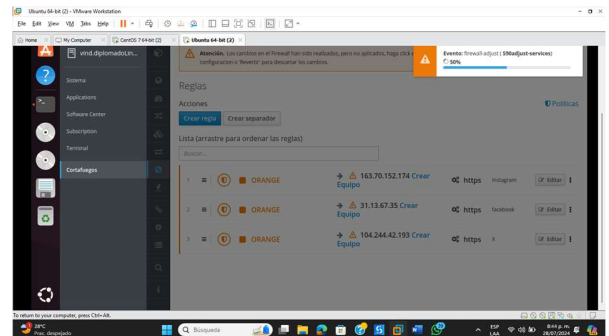 Ubuntu 64-bit (2) - VMware Workstation
File Edit View VM Tabs Help
Home
My Computer
CentOS 7 64-bit (2)
Ubuntu 64-bit (2)
vind.diplomadoLin...
Atención. Los cambios en el Firewall han sido realizados, pero no aplicados, haga click
configuracion o 'Revertir' para descartar los cambios.
Evento: firewall-adjust ( S90adjust-services)
50%
Sistema
Applications
Software Center
Subscription
Terminal
Cortafuegos
Reglas
Acciones
Políticas
Crear regla
Crear separador
Lista (arrastre para ordenar las reglas)
Buscar...
1 ORANGE 163.70.152.174 Crear Equipo https Instagram Editar
2 ORANGE 31.13.67.35 Crear Equipo https facebook Editar
3 ORANGE 104.244.42.193 Crear Equipo https X Editar
To return to your computer, press Ctrl+Alt.
28°C
Prac. despejado
Búsqueda
ESP
LAA
8:44 p. m.
28/07/2024